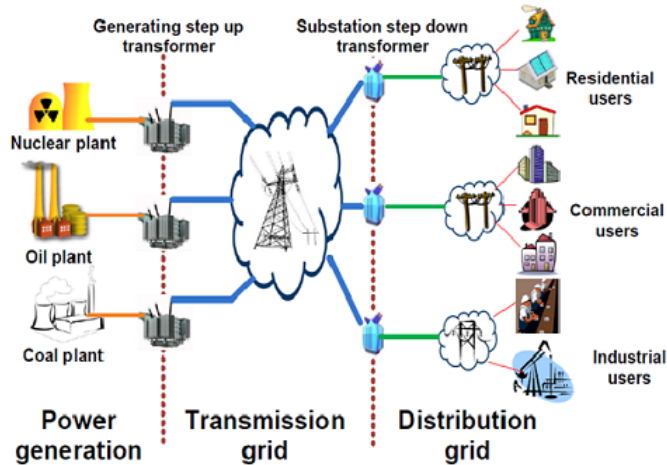 Generating step up
transformer
Substation step down
transformer
Nuclear plant
Oil plant
Coal plant
Residential
users
Commercial
users
Industrial
users
Power
generation
Transmission
grid
Distribution
grid